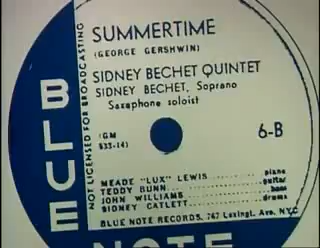 SUMMERTIME
(GEORGE GERSHWIN)
SIDNEY BECHET QUINTET
SIDNEY BECHET, Soprano
Saxaphone soloist
NOT LICENSED FOR BROADCASTING
BLUE
(GM
533-14)
6-B
MEADE "LUX" LEWIS piano
TEDDY BUNN guitar
JOHN WILLIAMS bass
SIDNEY CATLETT drums
BLUE NOTE RECORDS, 767 Lexingt. Ave. NYC
NOTE